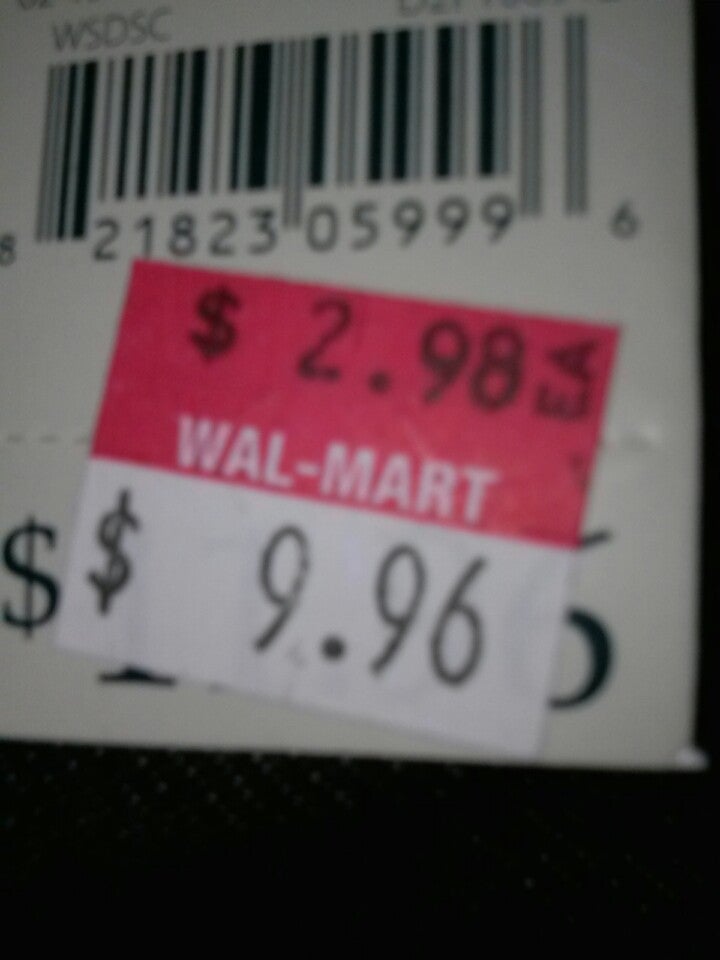 WSDSC
8 21823 05999 6
$ 2.98 EA
WAL-MART
$ 9.96
$